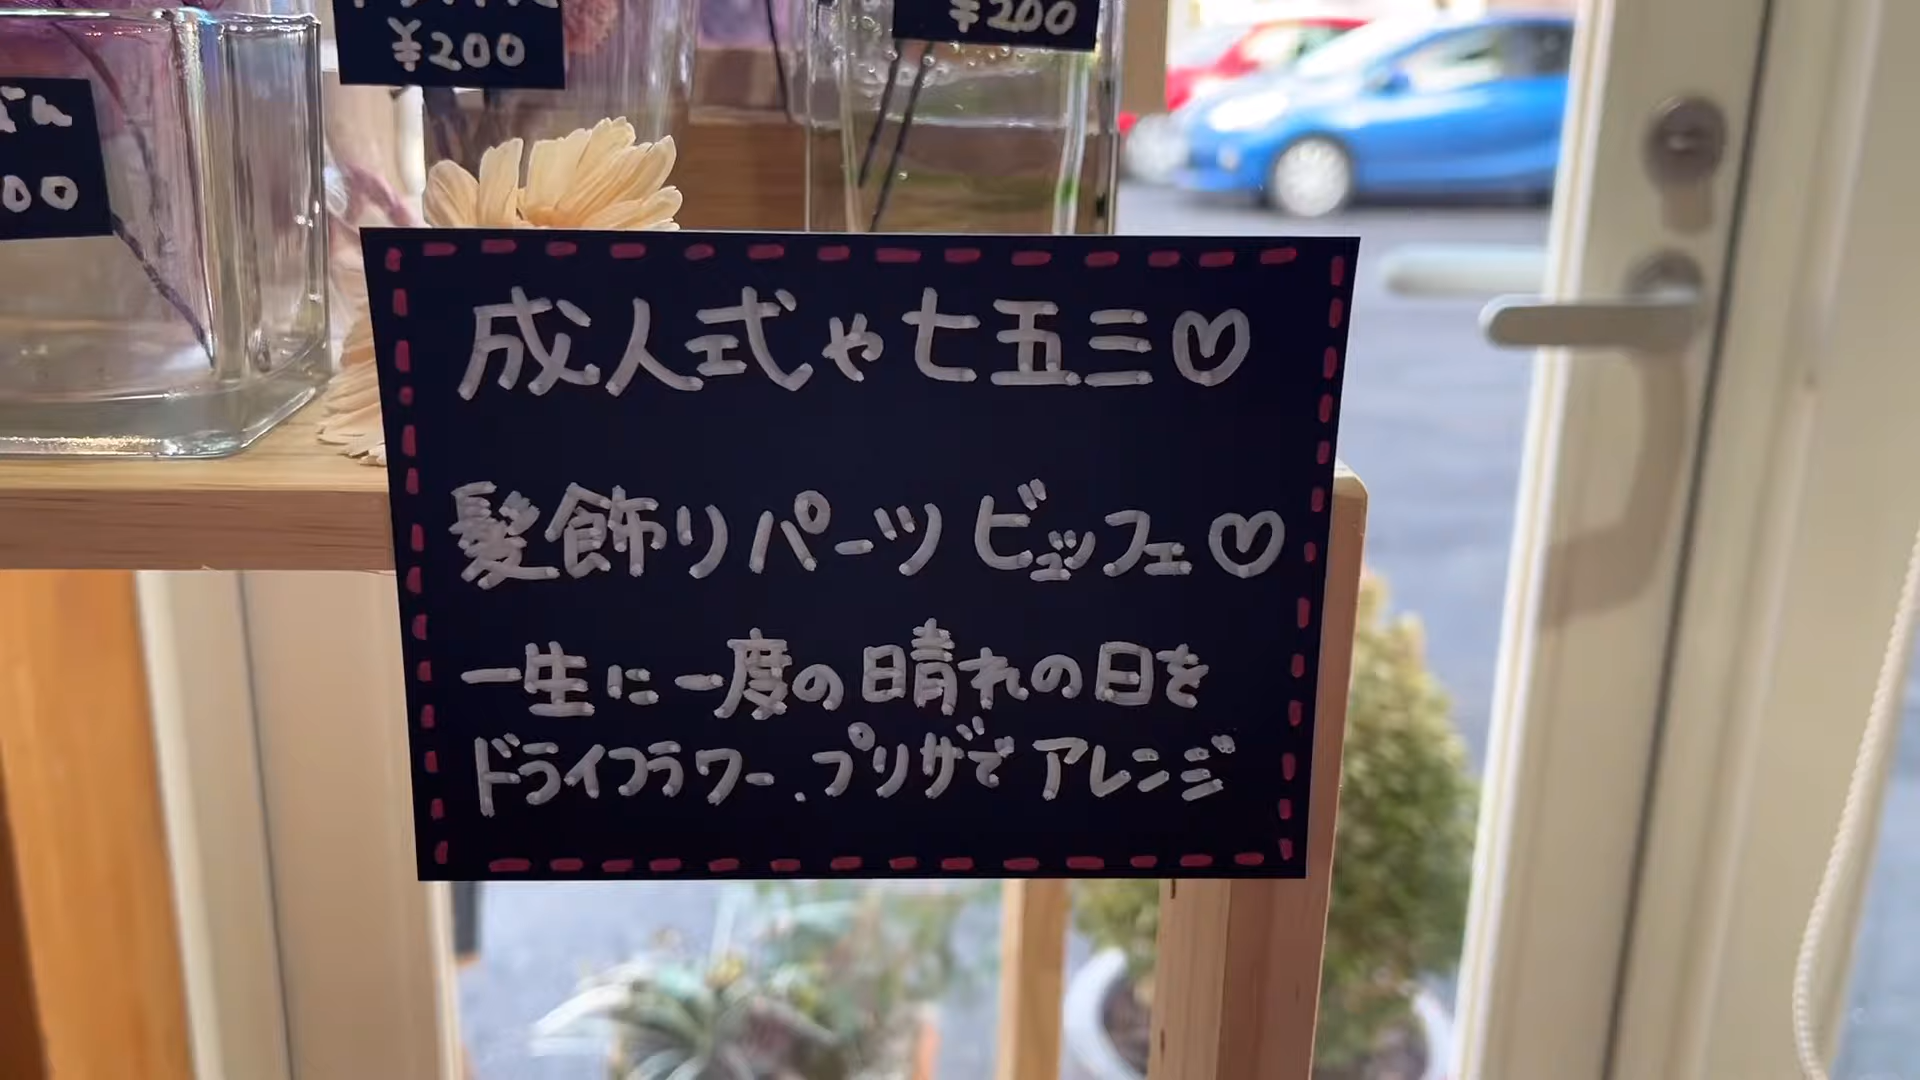 ¥200
¥200
00
成人式や七五三♡
髪飾りパーツビュッフェ♡
一生に一度の晴れの日を
ドライフラワー、プリザでアレンジ